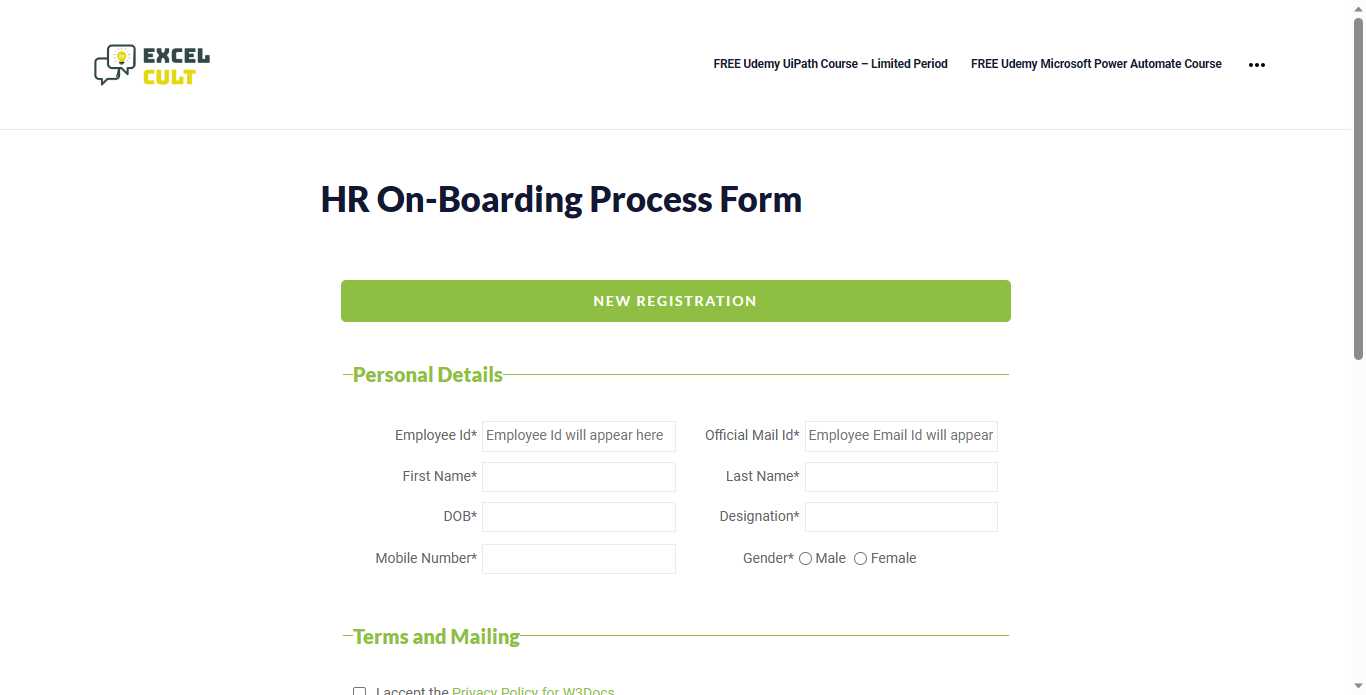 EXCEL
CULT
FREE Udemy UiPath Course – Limited Period
FREE Udemy Microsoft Power Automate Course
HR On-Boarding Process Form
NEW REGISTRATION
Personal Details
Employee Id* Employee Id will appear here
Official Mail Id* Employee Email Id will appear
First Name*
Last Name*
DOB*
Designation*
Mobile Number*
Gender* Male Female
Terms and Mailing
I accept the Privacy Policy for W3Docs